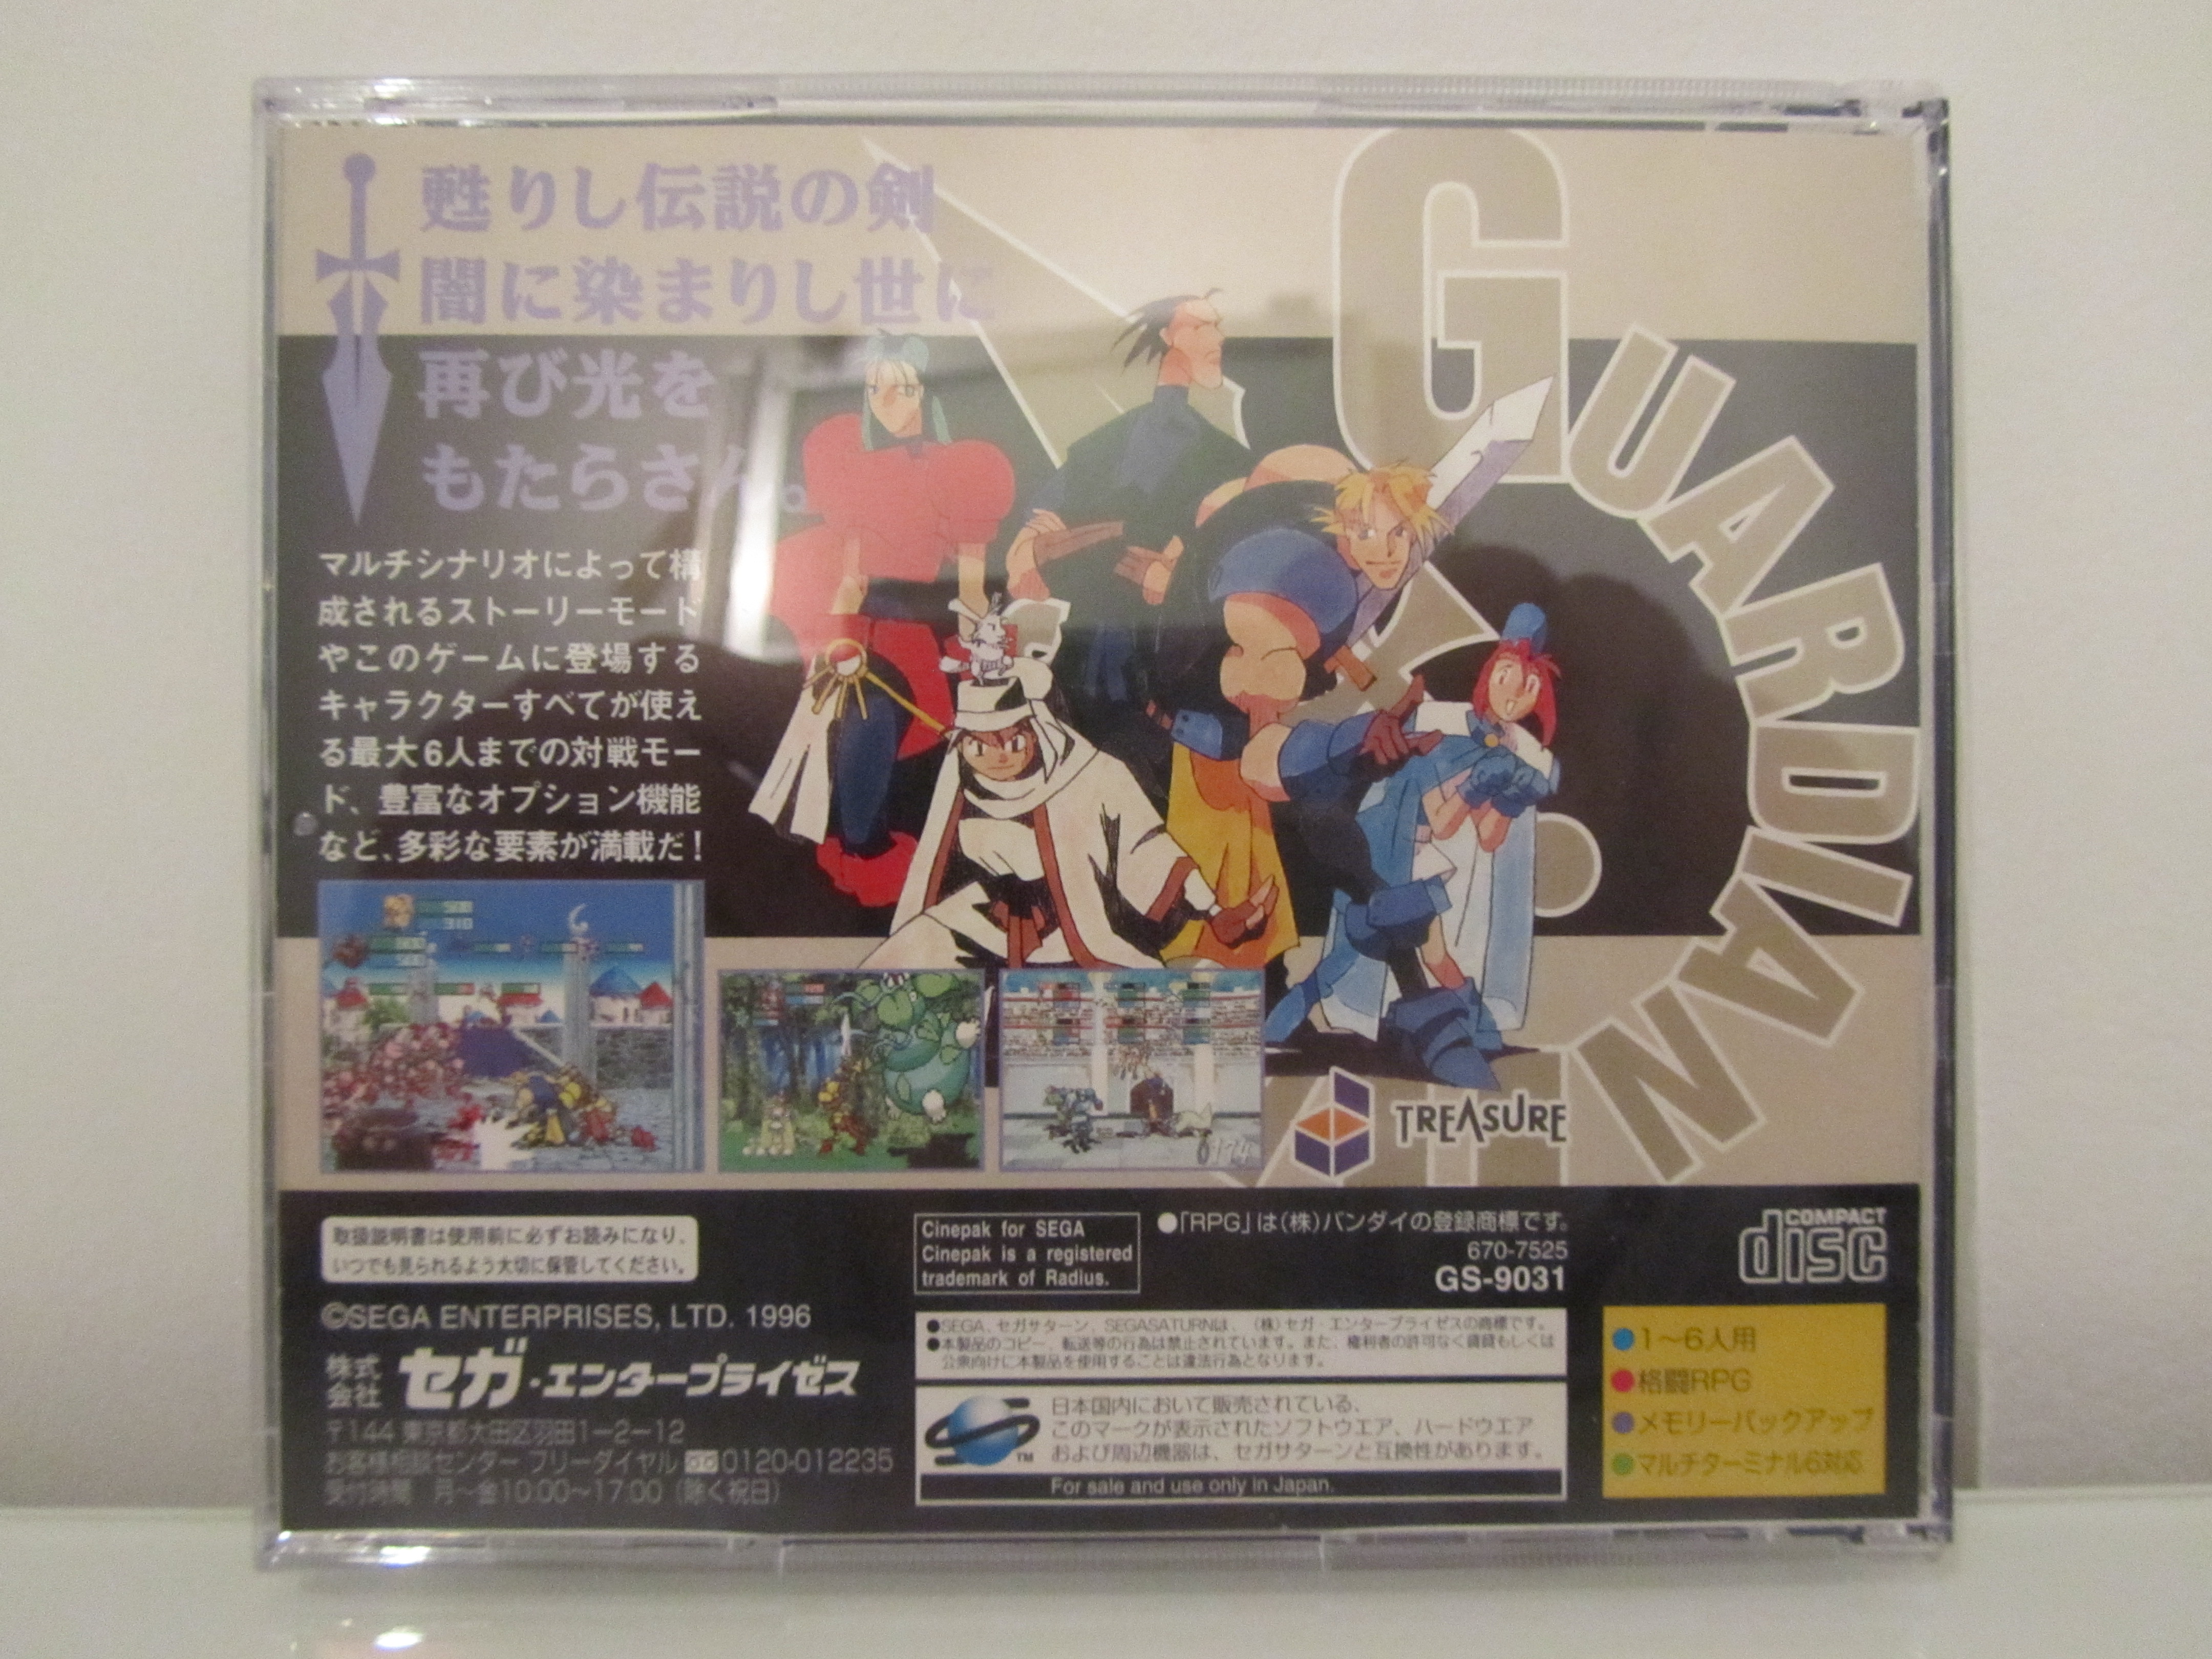 甦りし伝説の剣
闇に染まりし世に
再び光を
もたらさん。
GUARDIAN
マルチシナリオによって構
成されるストーリーモード
やこのゲームに登場する
キャラクターすべてが使え
る最大6人までの対戦モー
ド、豊富なオプション機能
など、多彩な要素が満載だ!
TREASURE
取扱説明書は使用前に必ずお読みになり、
いつでも見られるよう大切に保管してください。
©SEGA ENTERPRISES, LTD. 1996
株式会社 セガ・エンタープライゼス
〒144 東京都大田区羽田1−2−12
お客様相談センター フリーダイヤル 0120-012235
受付時間 月〜金10:00〜17:00 (除く祝日)
Cinepak for SEGA
Cinepak is a registered
trademark of Radius.
●「RPG」は(株)バンダイの登録商標です。
670-7525
GS-9031
●SEGA、セガサターン、SEGASATURNは、(株)セガ・エンタープライゼスの商標です。
●本製品のコピー、転送等の行為は禁止されています。また、権利者の許可なく賃貸もしくは
公衆向けに本製品を使用することは違法行為となります。
日本国内において販売されている、
このマークが表示されたソフトウエア、ハードウエア
および周辺機器は、セガサターンと互換性があります。
TM
For sale and use only in Japan.
COMPACT
disc
●1〜6人用
●格闘RPG
●メモリーバックアップ
●マルチターミナル6対応